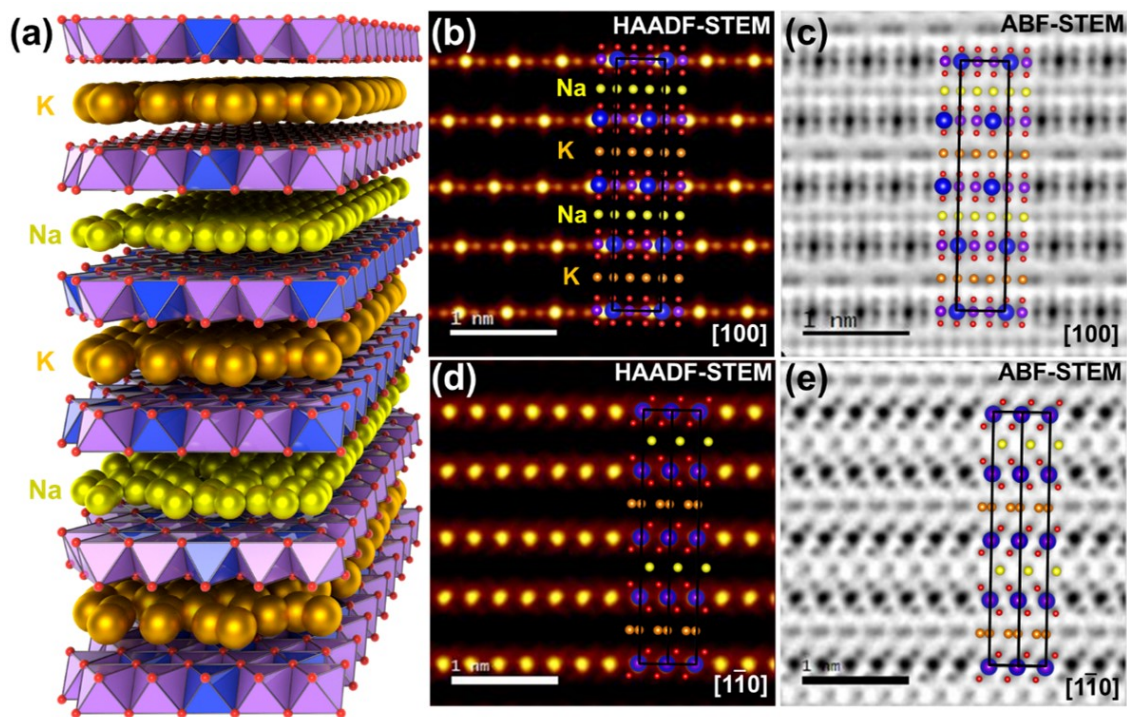 (a)
K
Na
K
Na
K
(b)
HAADF-STEM
Na
K
Na
K
1 nm
[100]
(c)
ABF-STEM
1 nm
[100]
(d)
HAADF-STEM
1 nm
[11̅0]
(e)
ABF-STEM
1 nm
[11̅0]